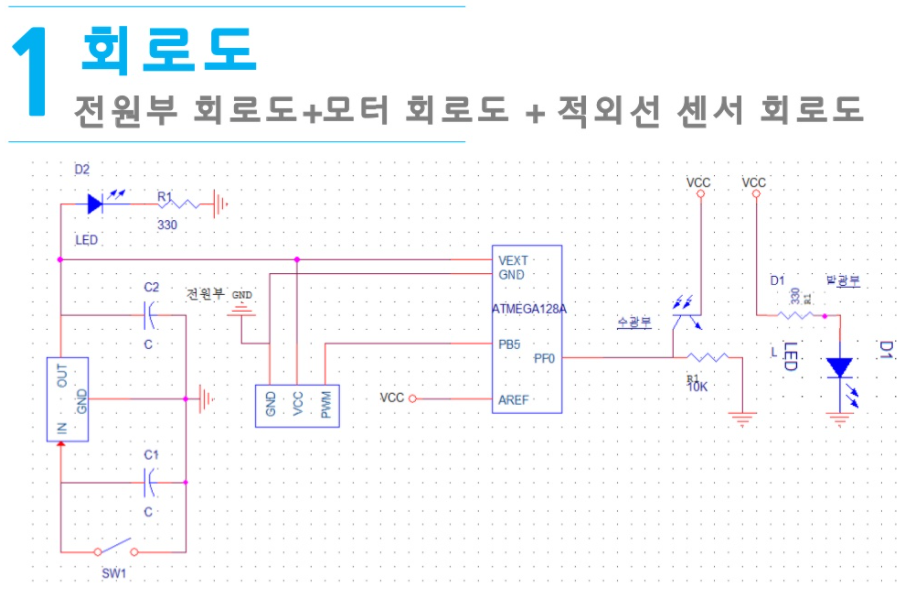 1 회로도
전원부 회로도+모터 회로도 + 적외선 센서 회로도
D2
R1
330
LED
VCC
VCC
C2
C
전원부 GND
VEXT
GND
ATMEGA128A
PB5
PF0
AREF
수광부
D1
330
R1
발광부
L
LED
D1
R1
10K
OUT
GND
IN
GND
VCC
PWM
VCC
C1
C
SW1